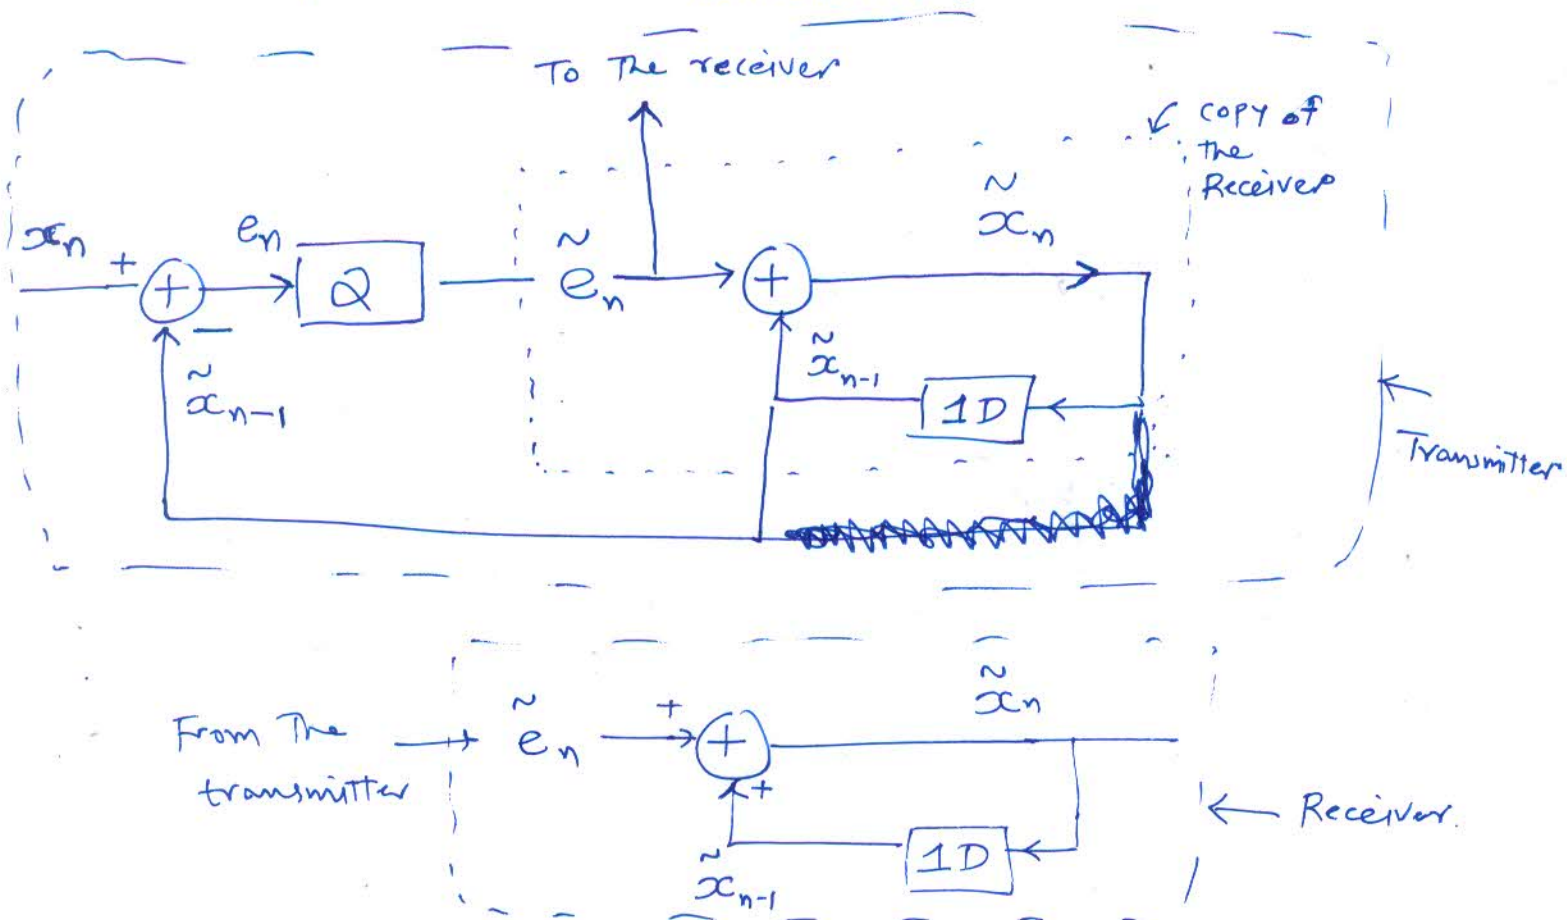 To The receiver
copy of
the
Receiver
x̃n
xn
+
en
Q
ẽn
+
+
−
x̃n-1
x̃n-1
1D
Transmitter
x̃n
From The
transmitter
ẽn
+
+
+
1D
x̃n-1
Receiver.